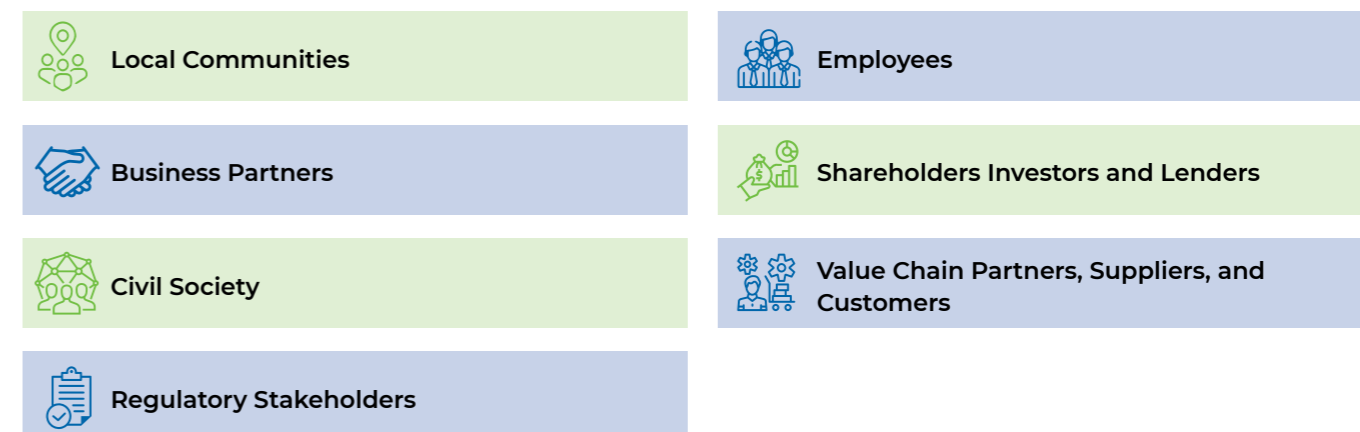 Local Communities
Employees
Business Partners
Shareholders Investors and Lenders
Civil Society
Value Chain Partners, Suppliers, and
Customers
Regulatory Stakeholders